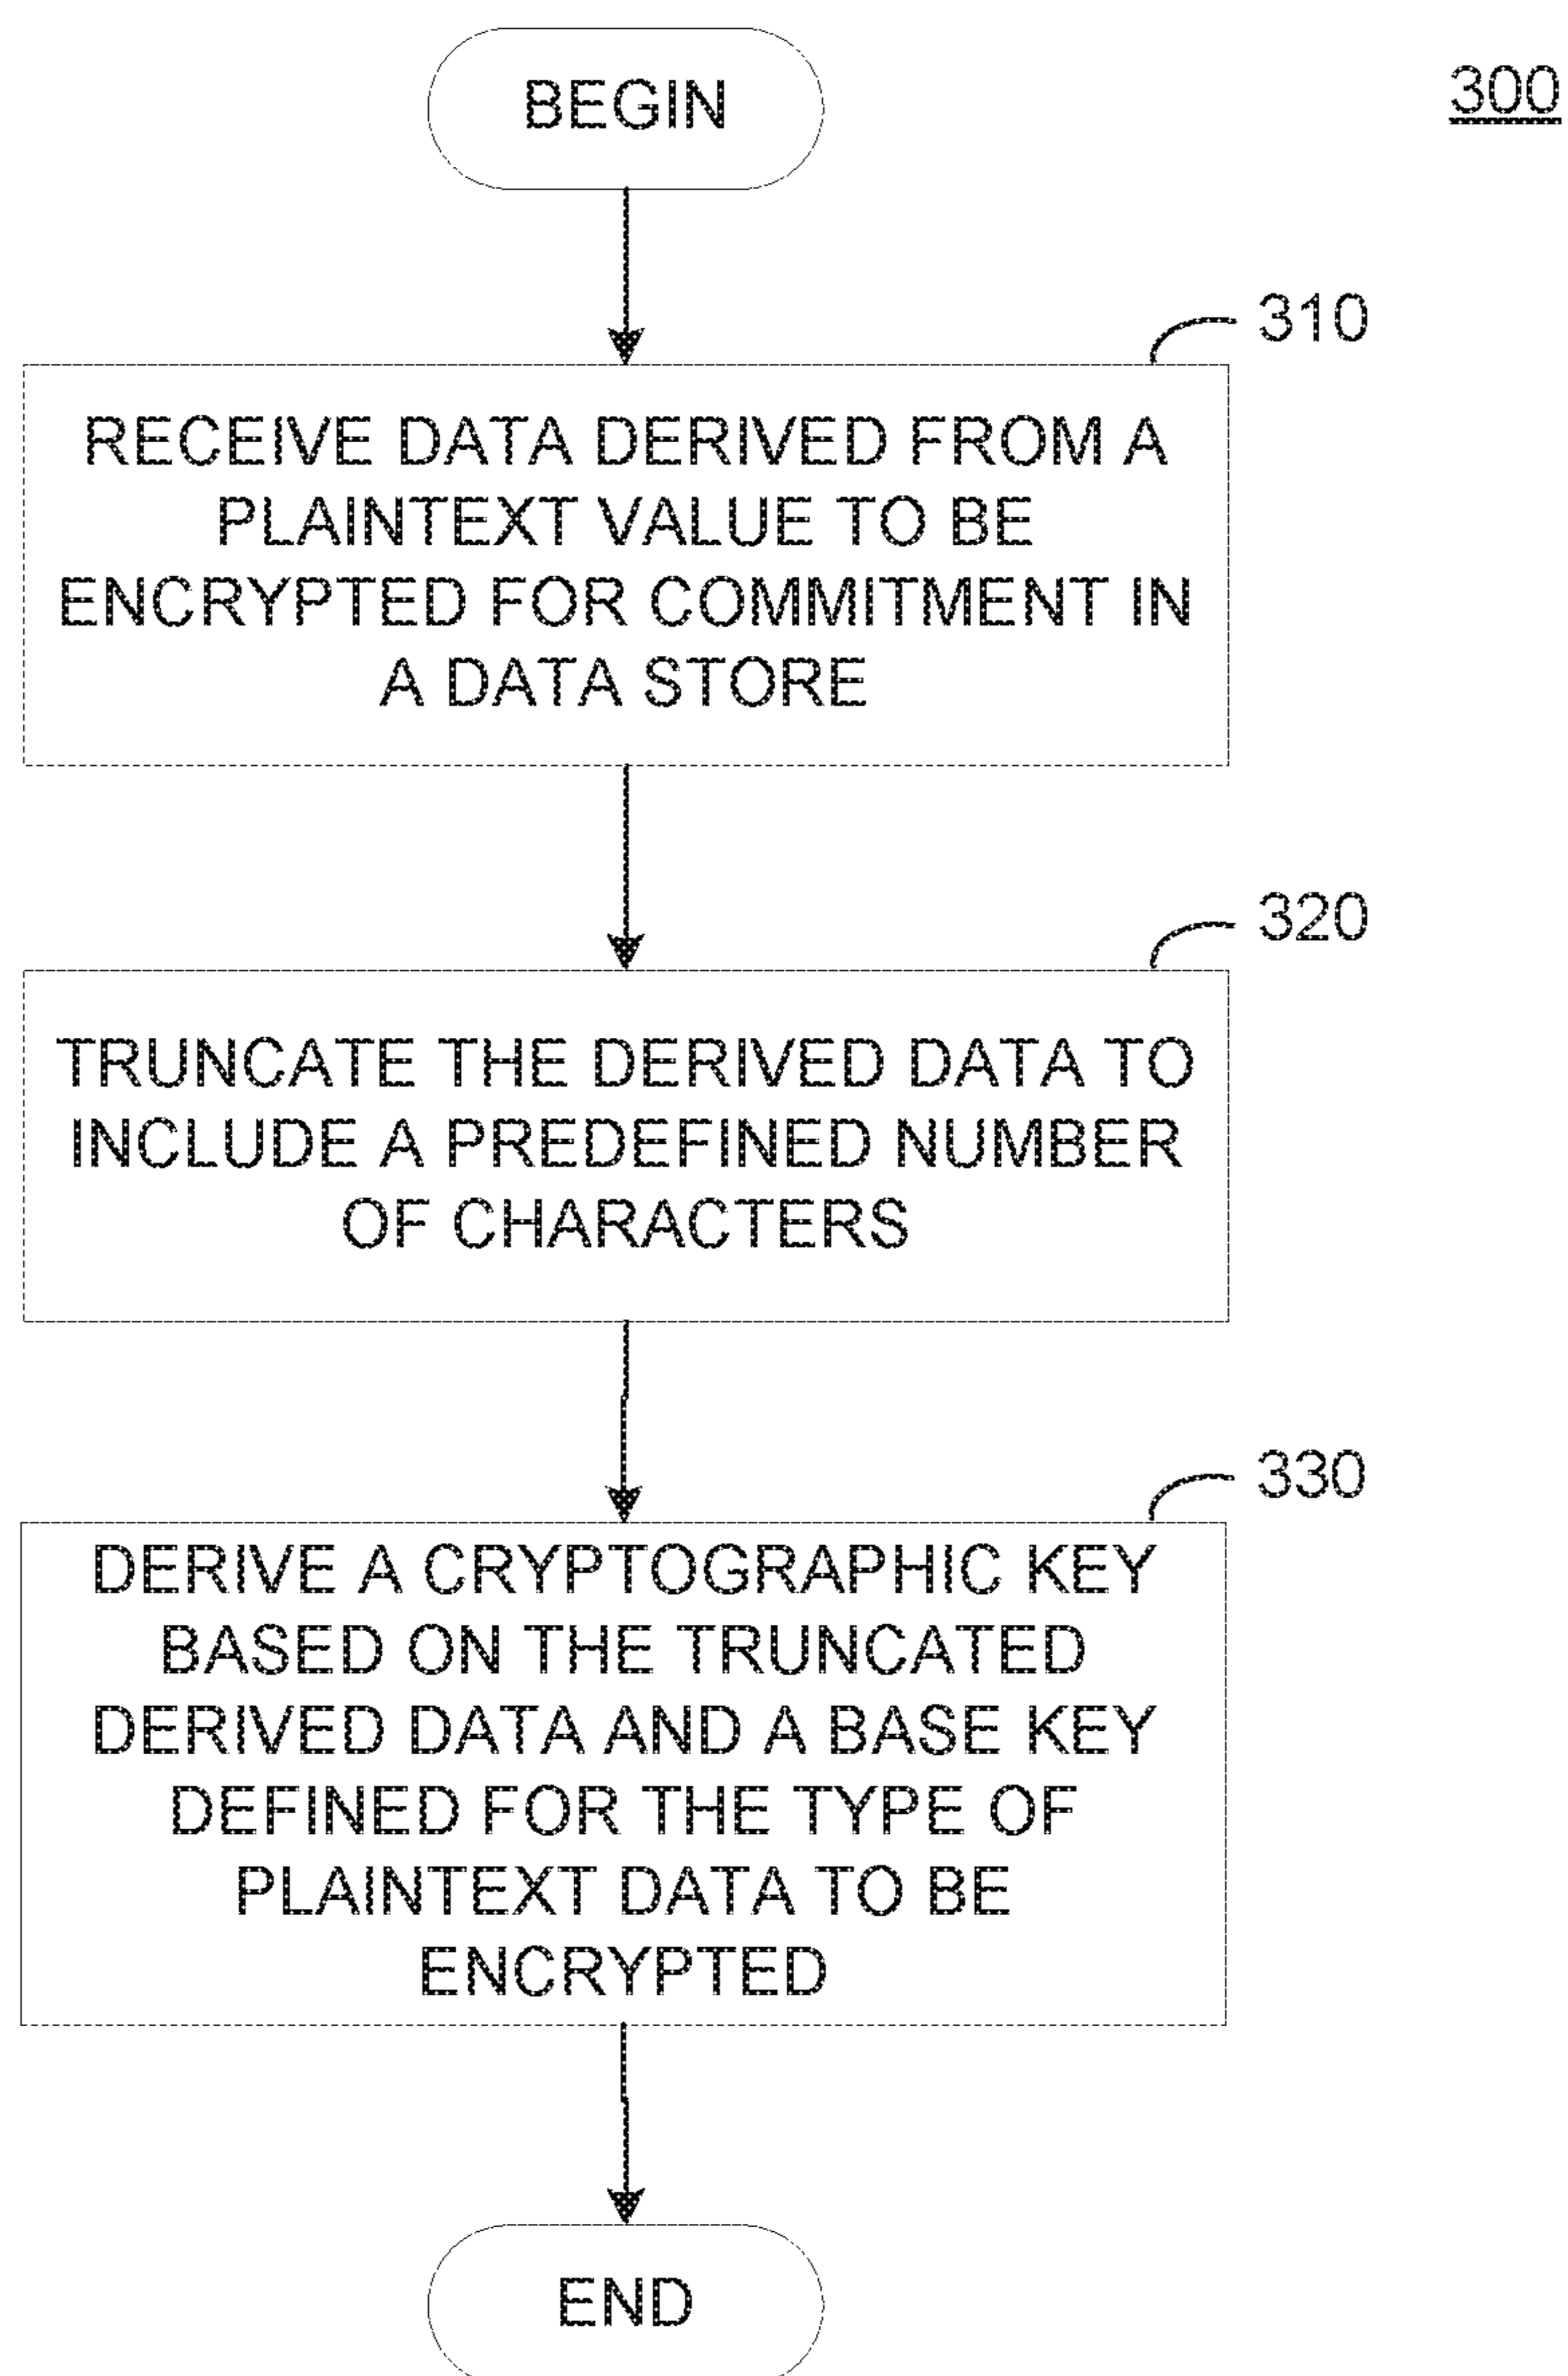 BEGIN
300
310
RECEIVE DATA DERIVED FROM A
PLAINTEXT VALUE TO BE
ENCRYPTED FOR COMMITMENT IN
A DATA STORE
320
TRUNCATE THE DERIVED DATA TO
INCLUDE A PREDEFINED NUMBER
OF CHARACTERS
330
DERIVE A CRYPTOGRAPHIC KEY
BASED ON THE TRUNCATED
DERIVED DATA AND A BASE KEY
DEFINED FOR THE TYPE OF
PLAINTEXT DATA TO BE
ENCRYPTED
END